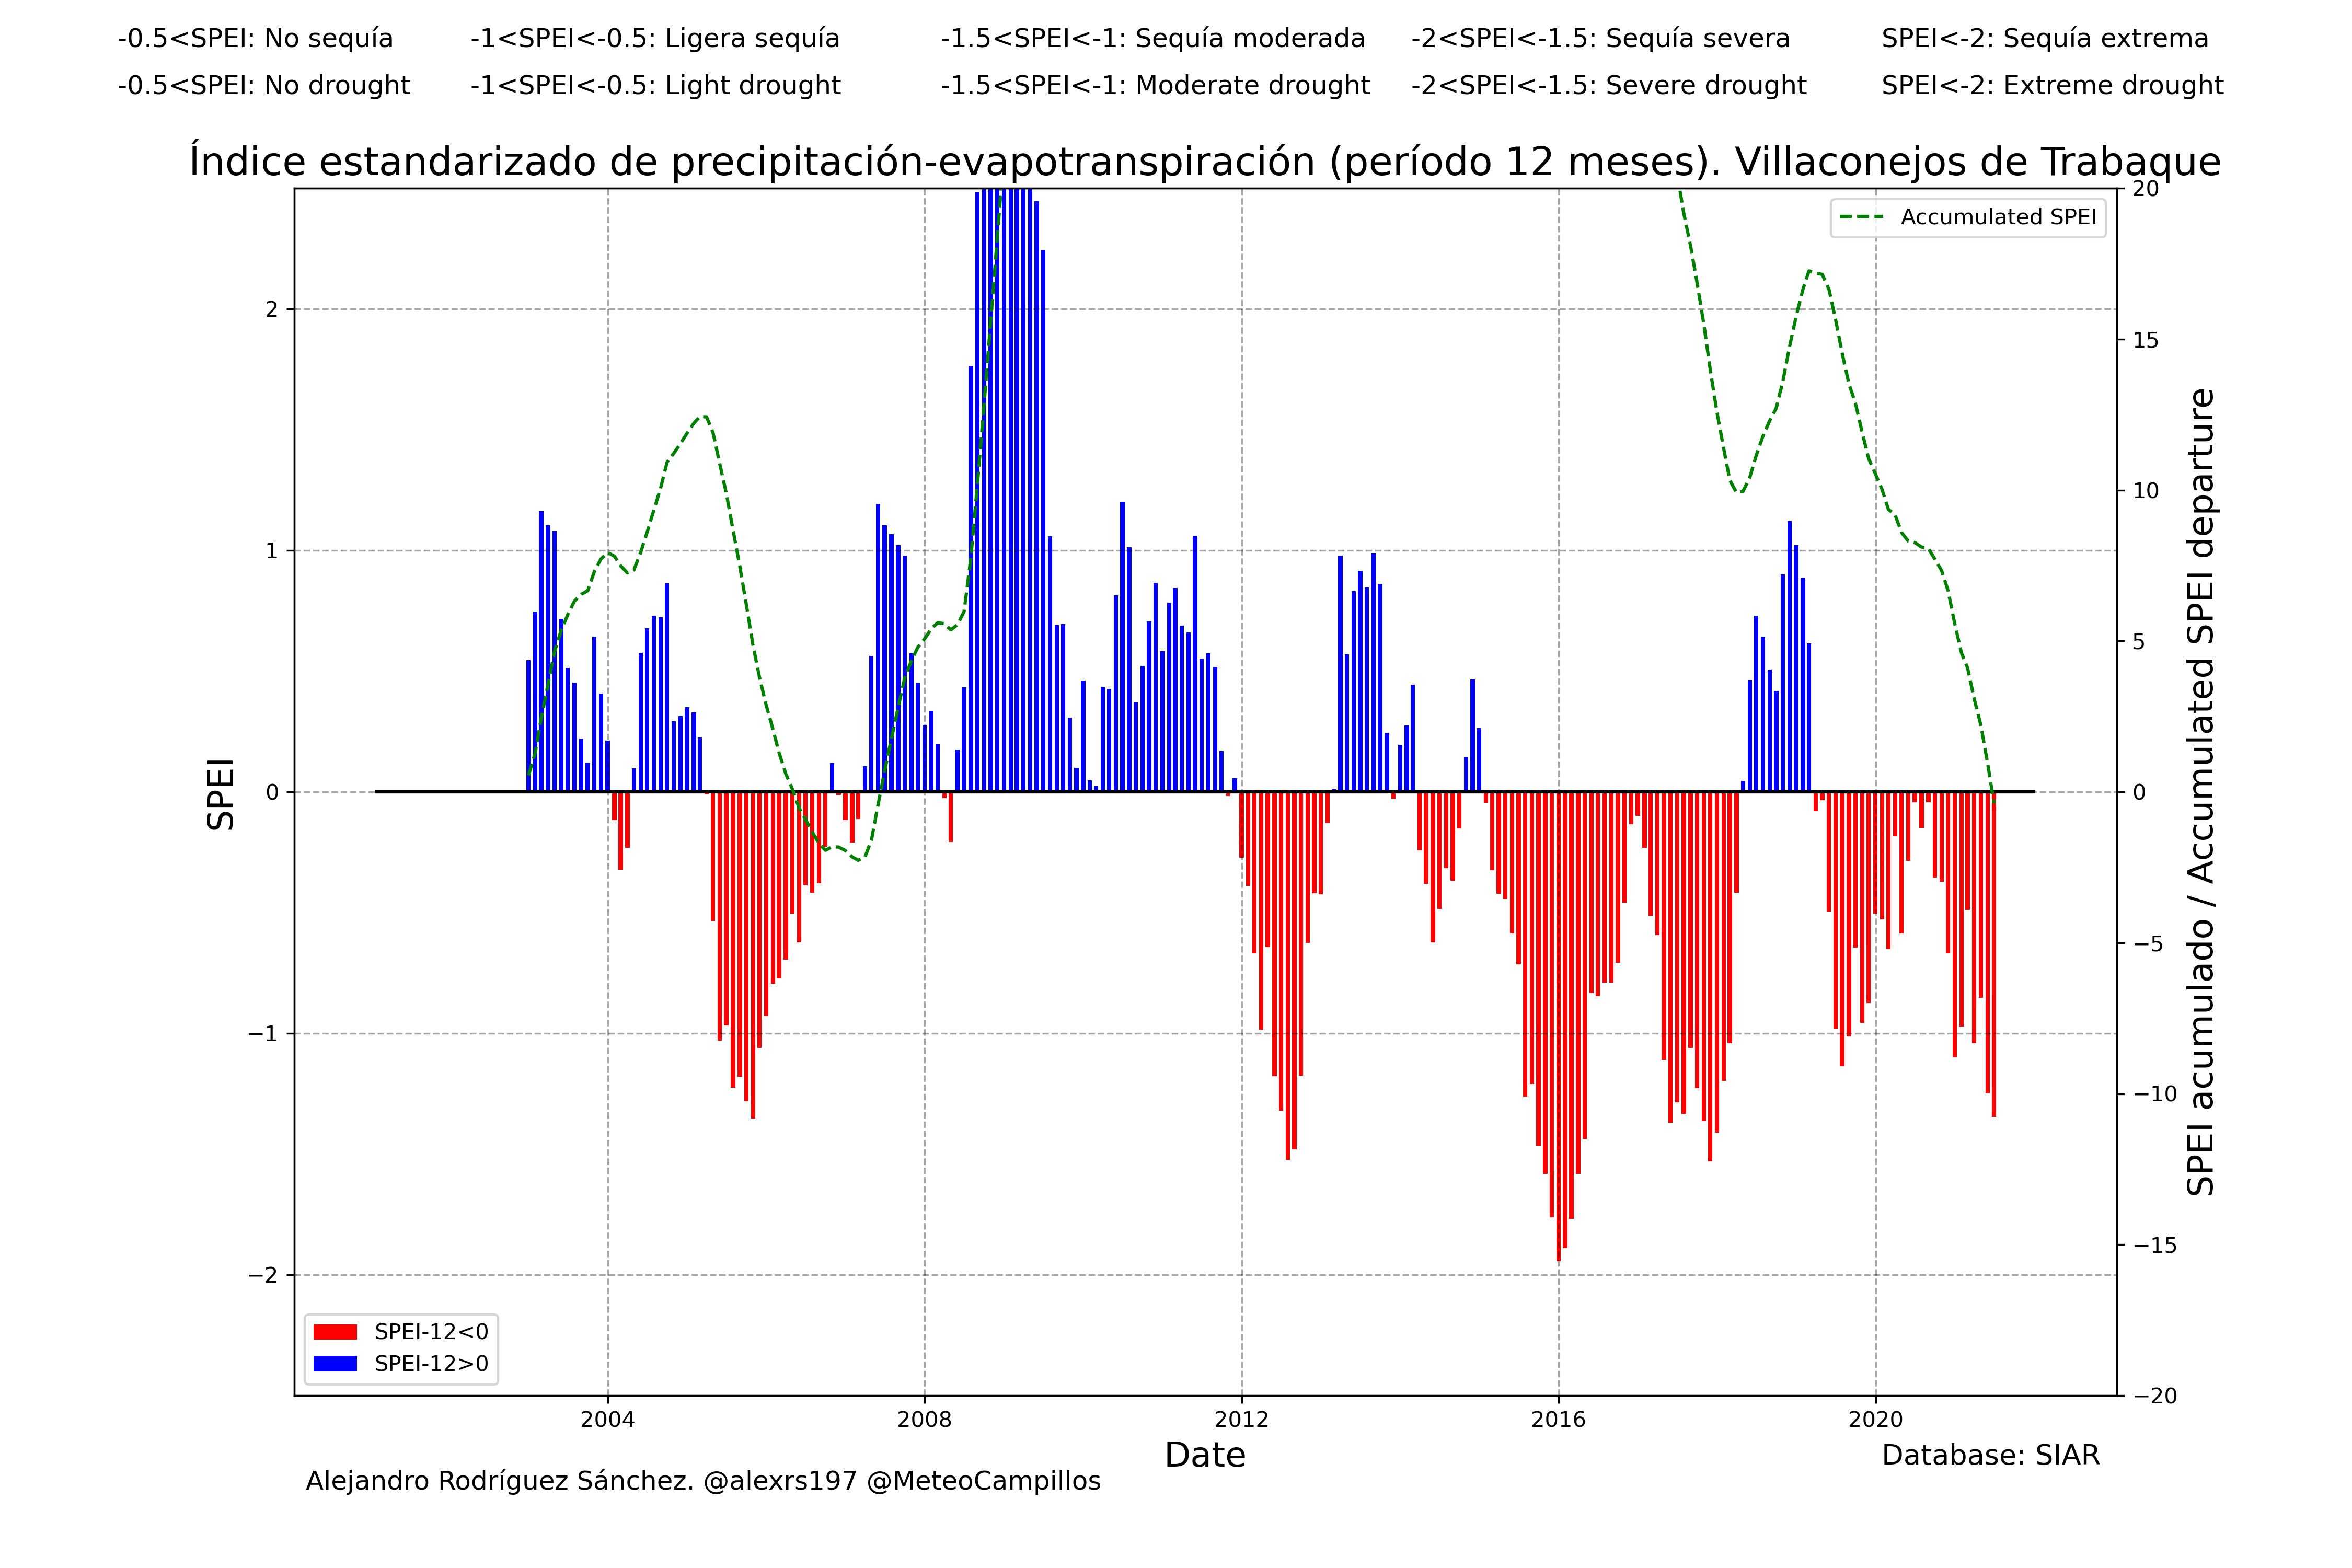 -0.5<SPEI: No sequía -1<SPEI<-0.5: Ligera sequía -1.5<SPEI<-1: Sequía moderada -2<SPEI<-1.5: Sequía severa SPEI<-2: Sequía extrema
-0.5<SPEI: No drought -1<SPEI<-0.5: Light drought -1.5<SPEI<-1: Moderate drought -2<SPEI<-1.5: Severe drought SPEI<-2: Extreme drought
Índice estandarizado de precipitación-evapotranspiración (período 12 meses). Villaconejos de Trabaque
Accumulated SPEI
SPEI
2
1
0
−1
−2
20
15
10
5
0
−5
−10
−15
−20
SPEI acumulado / Accumulated SPEI departure
SPEI-12<0
SPEI-12>0
2004 2008 2012 2016 2020
Date
Database: SIAR
Alejandro Rodríguez Sánchez. @alexrs197 @MeteoCampillos